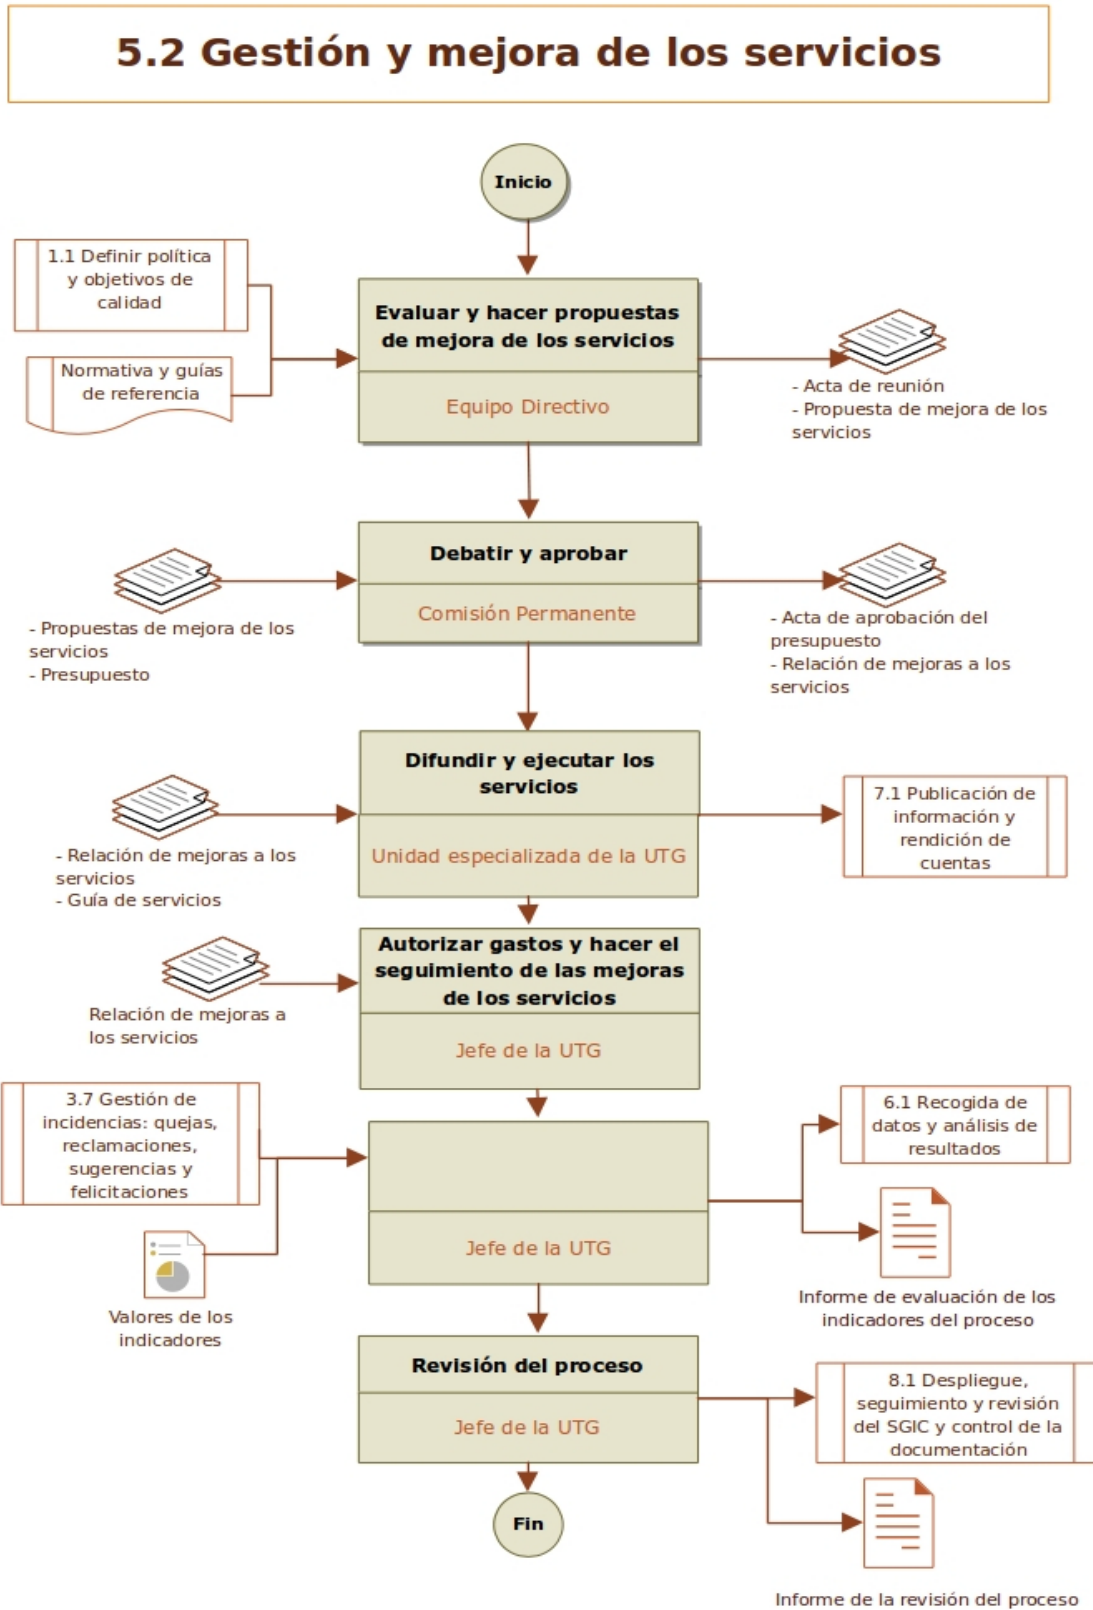 5.2 Gestión y mejora de los servicios
Inicio
1.1 Definir política
y objetivos de
calidad
Normativa y guías
de referencia
Evaluar y hacer propuestas
de mejora de los servicios
Equipo Directivo
- Acta de reunión
- Propuesta de mejora de los
servicios
Debatir y aprobar
Comisión Permanente
- Propuestas de mejora de los
servicios
- Presupuesto
- Acta de aprobación del
presupuesto
- Relación de mejoras a los
servicios
Difundir y ejecutar los
servicios
Unidad especializada de la UTG
- Relación de mejoras a los
servicios
- Guía de servicios
7.1 Publicación de
información y
rendición de
cuentas
Autorizar gastos y hacer el
seguimiento de las mejoras
de los servicios
Jefe de la UTG
Relación de mejoras a
los servicios
3.7 Gestión de
incidencias: quejas,
reclamaciones,
sugerencias y
felicitaciones
Valores de los
indicadores
Jefe de la UTG
6.1 Recogida de
datos y análisis de
resultados
Informe de evaluación de los
indicadores del proceso
Revisión del proceso
Jefe de la UTG
8.1 Despliegue,
seguimiento y revisión
del SGIC y control de la
documentación
Fin
Informe de la revisión del proceso